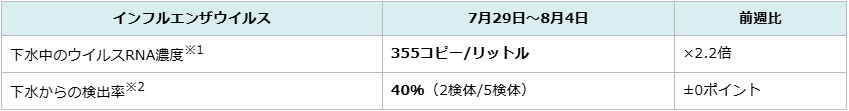 インフルエンザウイルス 7月29日～8月4日 前週比
下水中のウイルスRNA濃度※1 355コピー/リットル ×2.2倍
下水からの検出率※2 40%（2検体/5検体） ±0ポイント